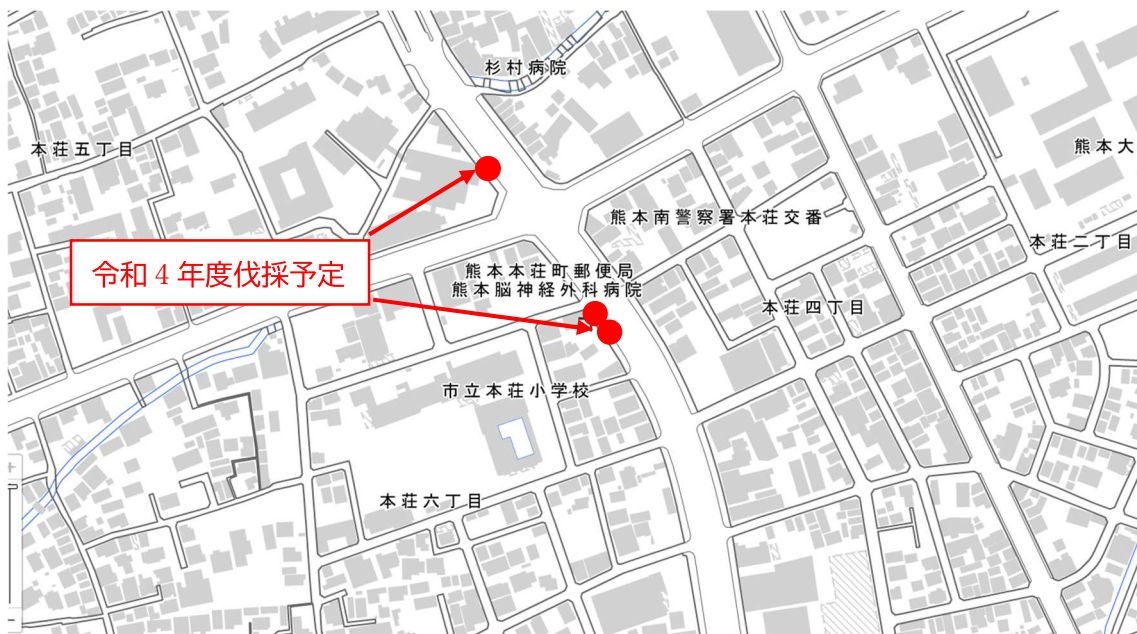 杉村病院
本荘五丁目
熊本大
熊本南警察署本荘交番
本荘二丁目
令和4年度伐採予定
熊本本荘町郵便局
熊本脳神経外科病院
本荘四丁目
市立本荘小学校
本荘六丁目